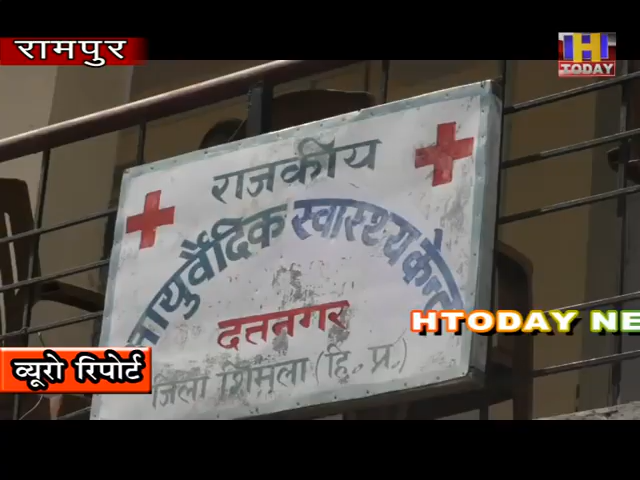 रामपुर
H
TODAY
राजकीय
आयुर्वैदिक स्वास्थ्य केन्द्र
दतनगर
जिला शिमला (हि. प्र.)
HTODAY NE
ब्यूरो रिपोर्ट